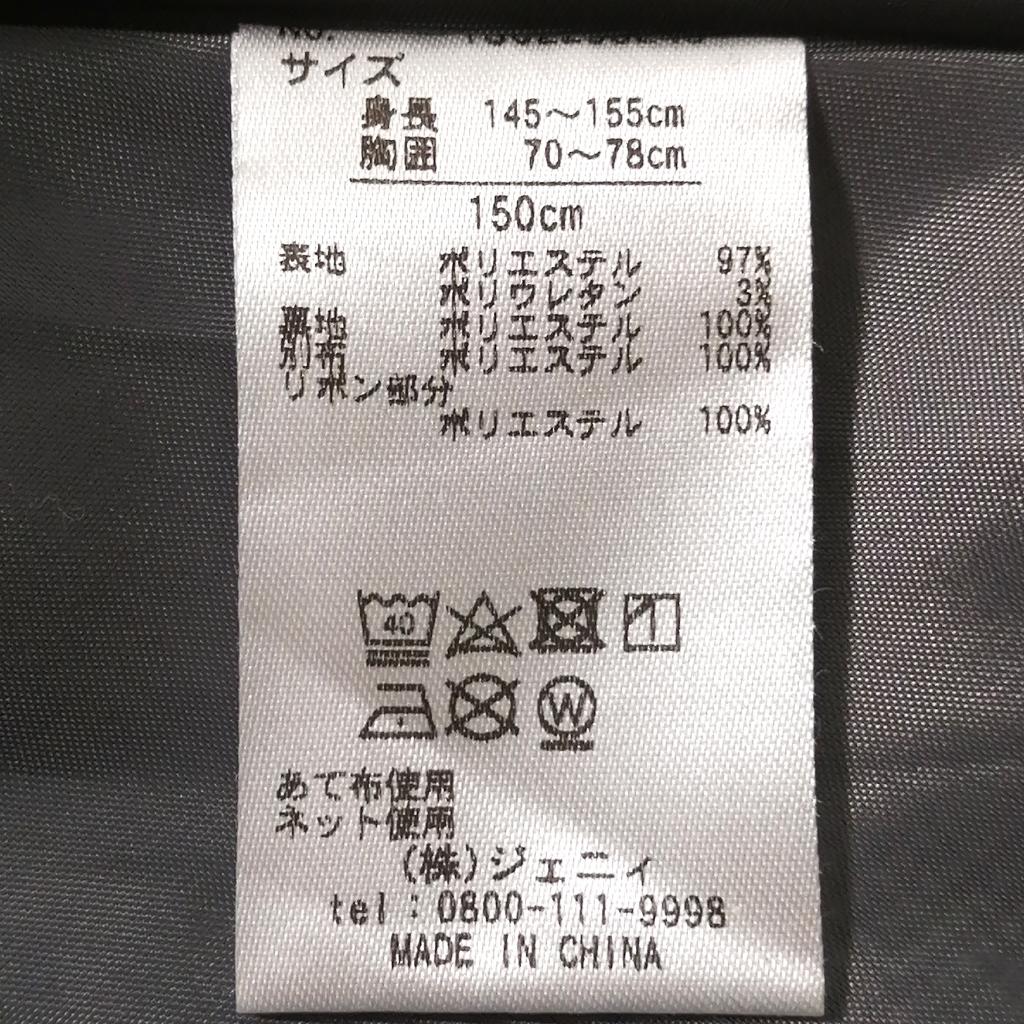 サイズ
身長 145～155cm
胸囲 70～78cm
150cm
表地 ポリエステル 97%
ポリウレタン 3%
裏地 ポリエステル 100%
別布 ポリエステル 100%
リボン部分
ポリエステル 100%
40
W
あて布使用
ネット使用
(株)ジェニィ
tel:0800-111-9998
MADE IN CHINA